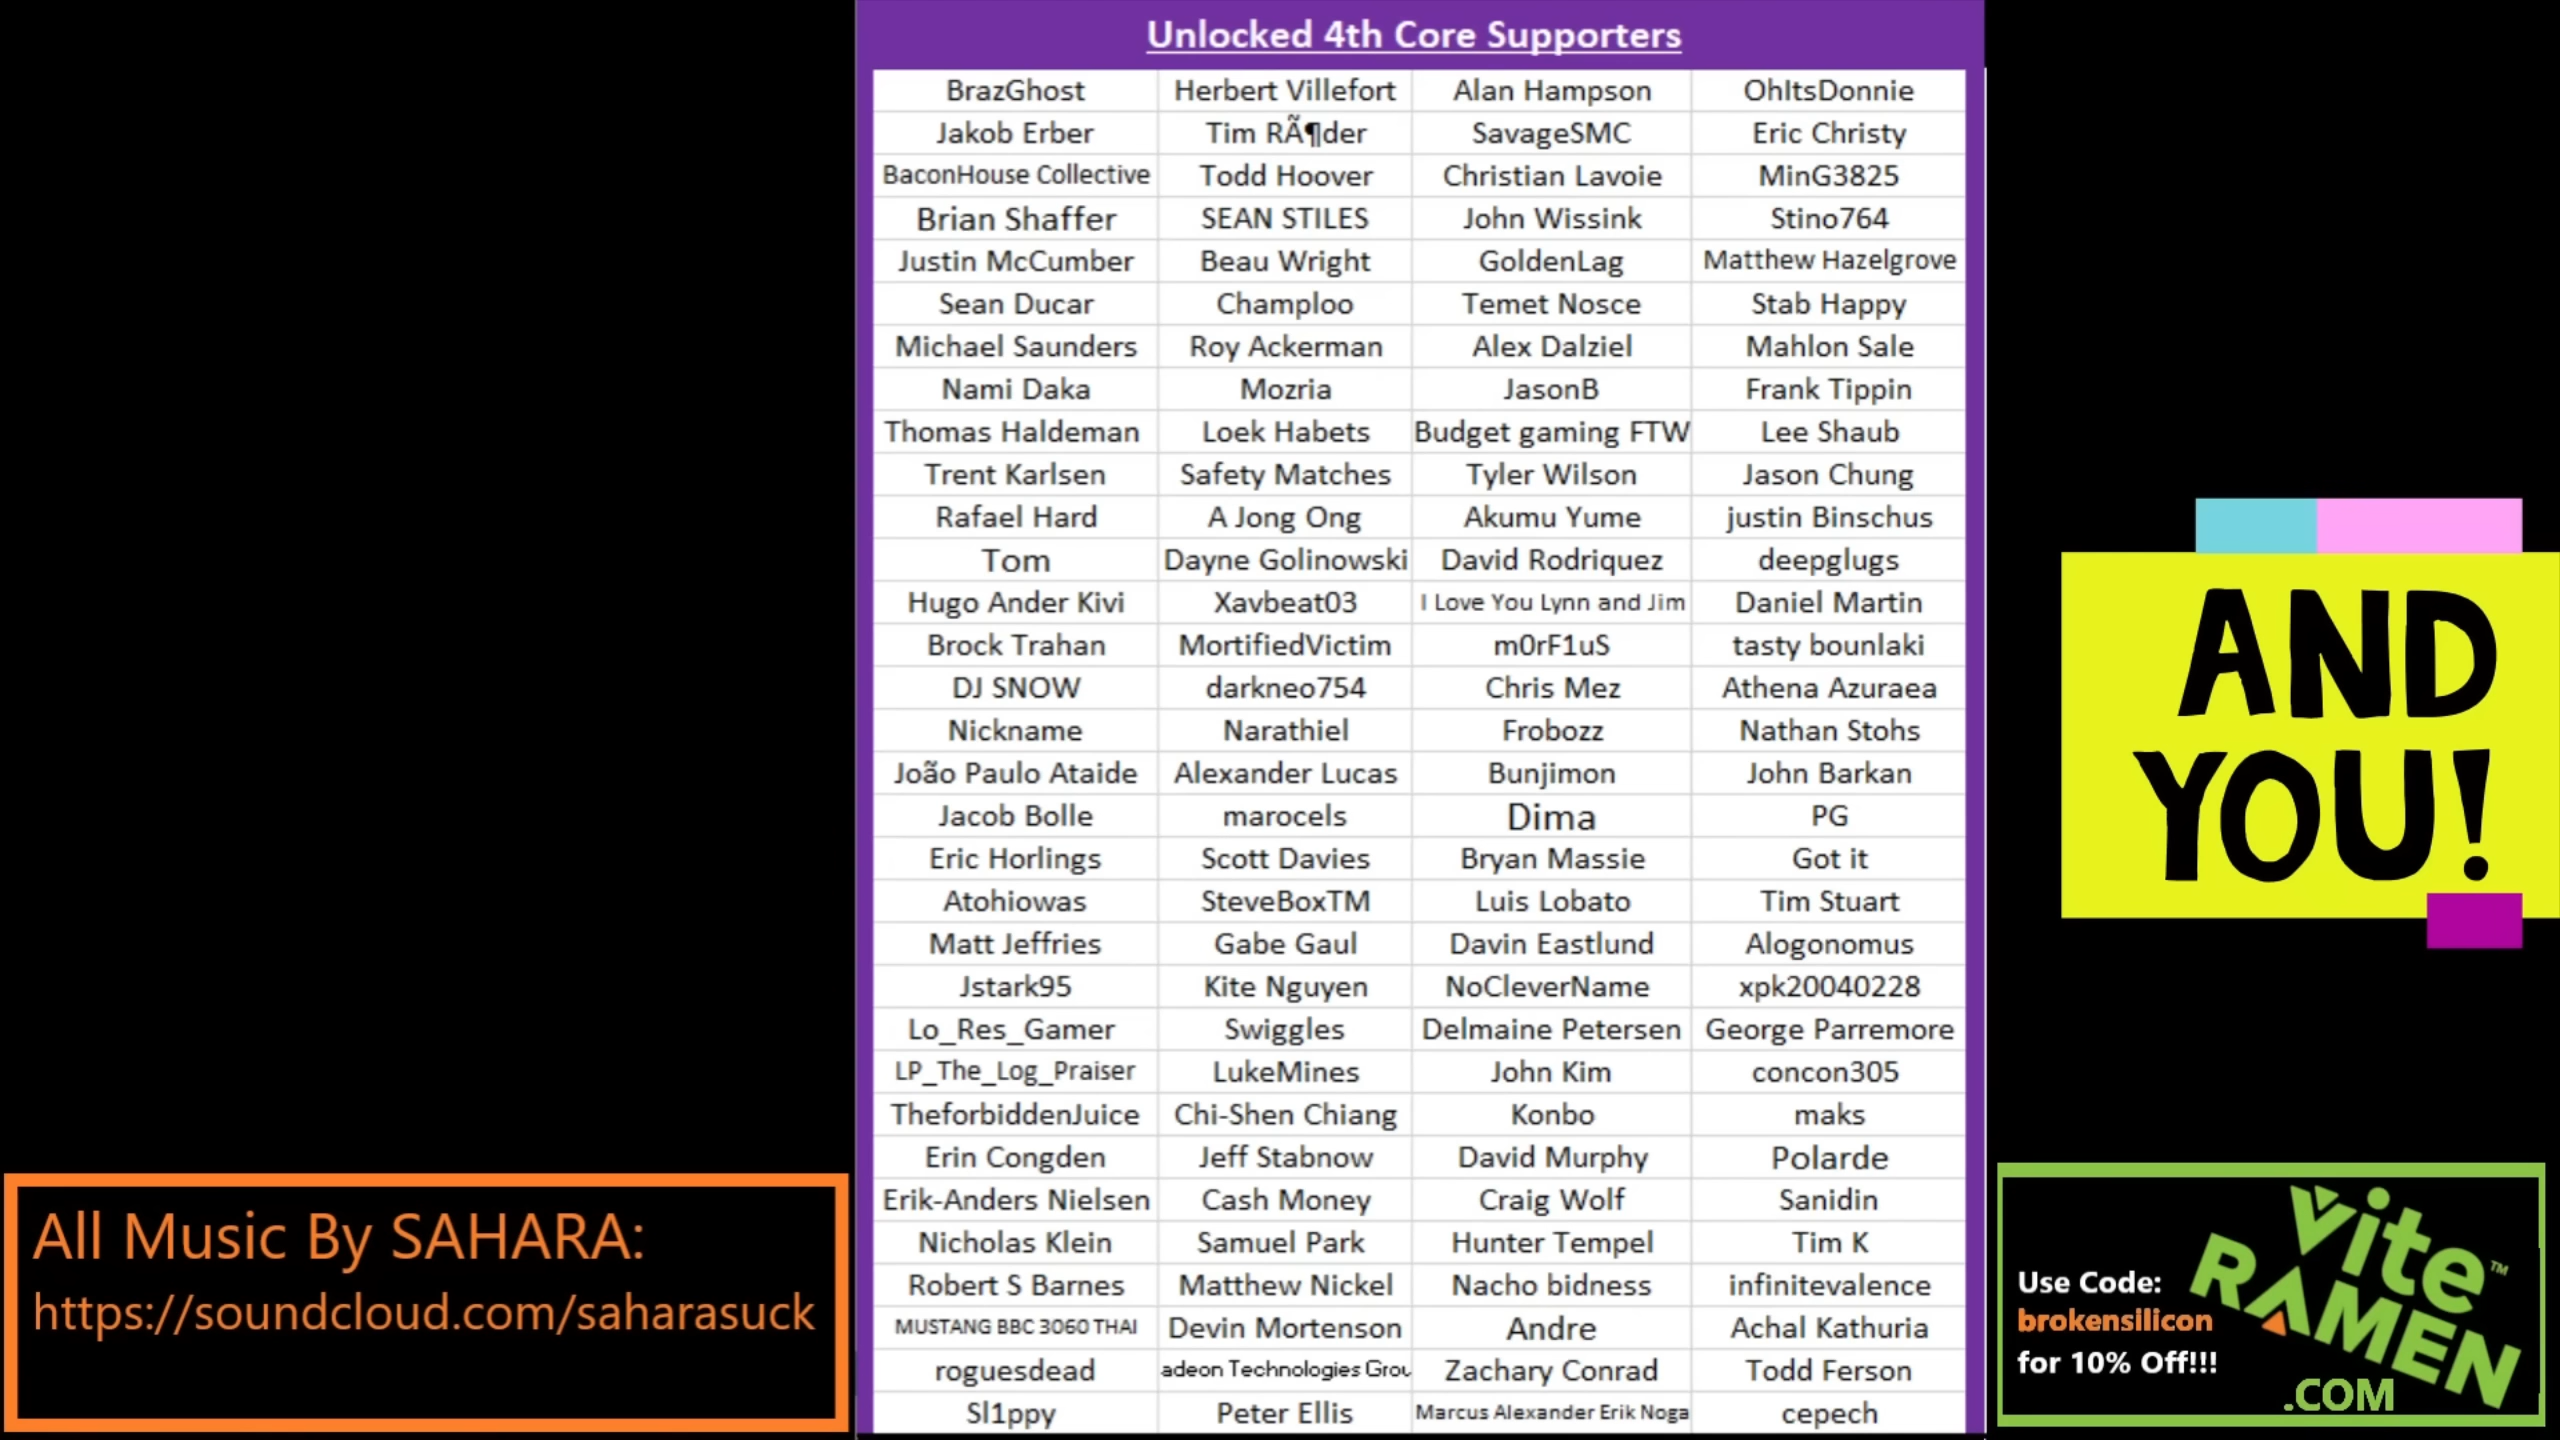 Unlocked 4th Core Supporters
BrazGhost Herbert Villefort Alan Hampson OhItsDonnie
Jakob Erber Tim RÃ¶der SavageSMC Eric Christy
BaconHouse Collective Todd Hoover Christian Lavoie MinG3825
Brian Shaffer SEAN STILES John Wissink Stino764
Justin McCumber Beau Wright GoldenLag Matthew Hazelgrove
Sean Ducar Champloo Temet Nosce Stab Happy
Michael Saunders Roy Ackerman Alex Dalziel Mahlon Sale
Nami Daka Mozria JasonB Frank Tippin
Thomas Haldeman Loek Habets Budget gaming FTW Lee Shaub
Trent Karlsen Safety Matches Tyler Wilson Jason Chung
Rafael Hard A Jong Ong Akumu Yume justin Binschus
Tom Dayne Golinowski David Rodriquez deepglugs
Hugo Ander Kivi Xavbeat03 I Love You Lynn and Jim Daniel Martin
Brock Trahan MortifiedVictim m0rF1uS tasty bounlaki
DJ SNOW darkneo754 Chris Mez Athena Azuraea
Nickname Narathiel Frobozz Nathan Stohs
João Paulo Ataide Alexander Lucas Bunjimon John Barkan
Jacob Bolle marocels Dima PG
Eric Horlings Scott Davies Bryan Massie Got it
Atohiowas SteveBoxTM Luis Lobato Tim Stuart
Matt Jeffries Gabe Gaul Davin Eastlund Alogonomus
Jstark95 Kite Nguyen NoCleverName xpk20040228
Lo_Res_Gamer Swiggles Delmaine Petersen George Parremore
LP_The_Log_Praiser LukeMines John Kim concon305
TheforbiddenJuice Chi-Shen Chiang Konbo maks
Erin Congden Jeff Stabnow David Murphy Polarde
Erik-Anders Nielsen Cash Money Craig Wolf Sanidin
Nicholas Klein Samuel Park Hunter Tempel Tim K
Robert S Barnes Matthew Nickel Nacho bidness infinitevalence
MUSTANG BBC 3060 THAI Devin Mortenson Andre Achal Kathuria
roguesdead adeon Technologies Grou Zachary Conrad Todd Ferson
Sl1ppy Peter Ellis Marcus Alexander Erik Noga cepech
AND
YOU!
All Music By SAHARA:
https://soundcloud.com/saharasuck
Use Code:
brokensilicon
for 10% Off!!!
Vite™
RAMEN
.COM